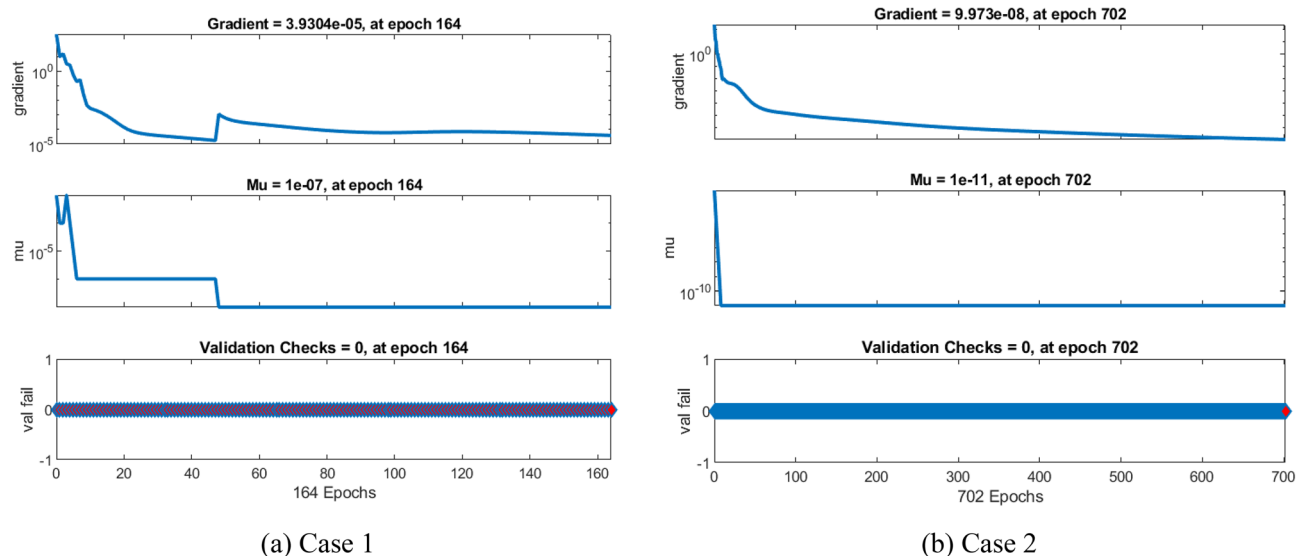 Gradient = 3.9304e-05, at epoch 164
gradient
10^0
10^-5
Mu = 1e-07, at epoch 164
mu
10^-5
Validation Checks = 0, at epoch 164
val fail
1
0
-1
0 20 40 60 80 100 120 140 160
164 Epochs
(a) Case 1
Gradient = 9.973e-08, at epoch 702
gradient
10^0
Mu = 1e-11, at epoch 702
mu
10^-10
Validation Checks = 0, at epoch 702
val fail
1
0
-1
0 100 200 300 400 500 600 700
702 Epochs
(b) Case 2